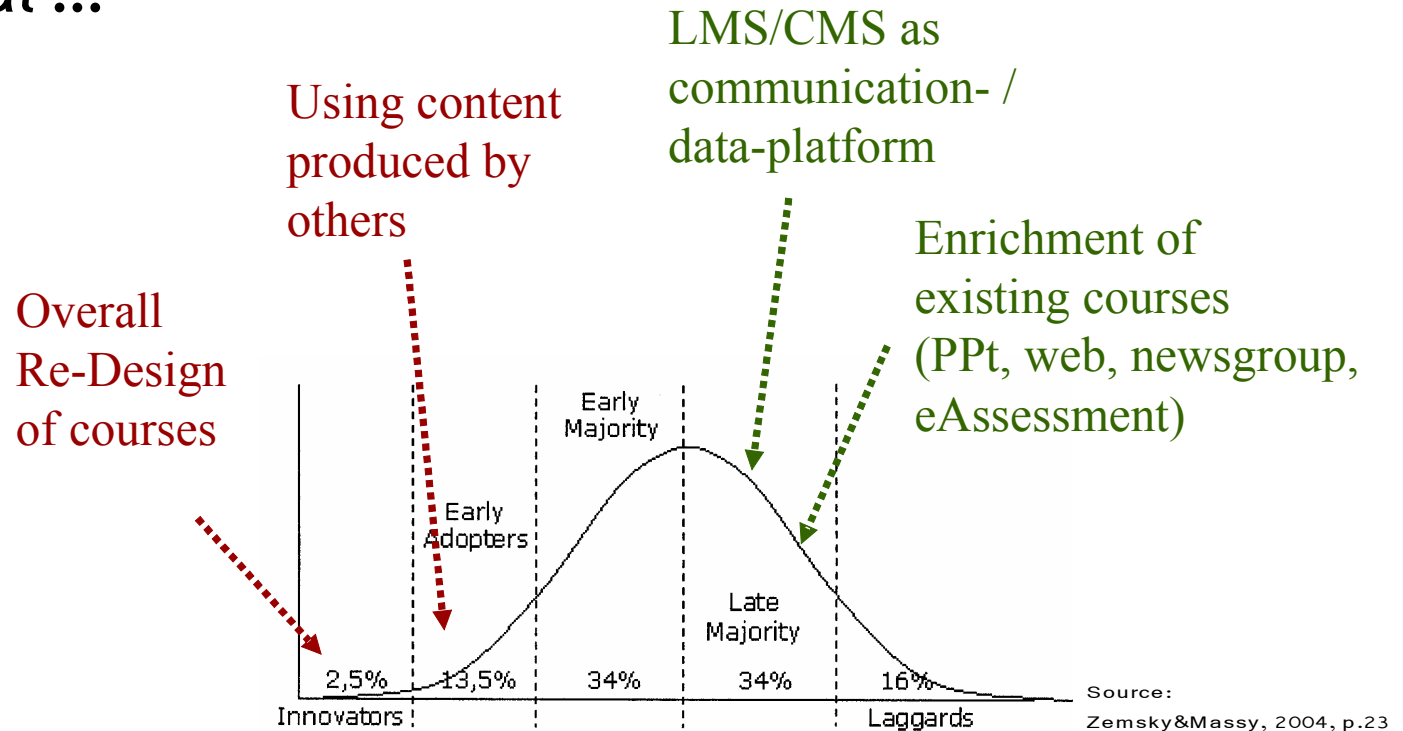 LMS/CMS as
communication- /
data-platform
Using content
produced by
others
Enrichment of
existing courses
(PPt, web, newsgroup,
eAssessment)
Overall
Re-Design
of courses
Early
Majority
Early
Adopters
Late
Majority
2,5% 13,5% 34% 34% 16%
Innovators Laggards
Source:
Zemsky&Massy, 2004, p.23